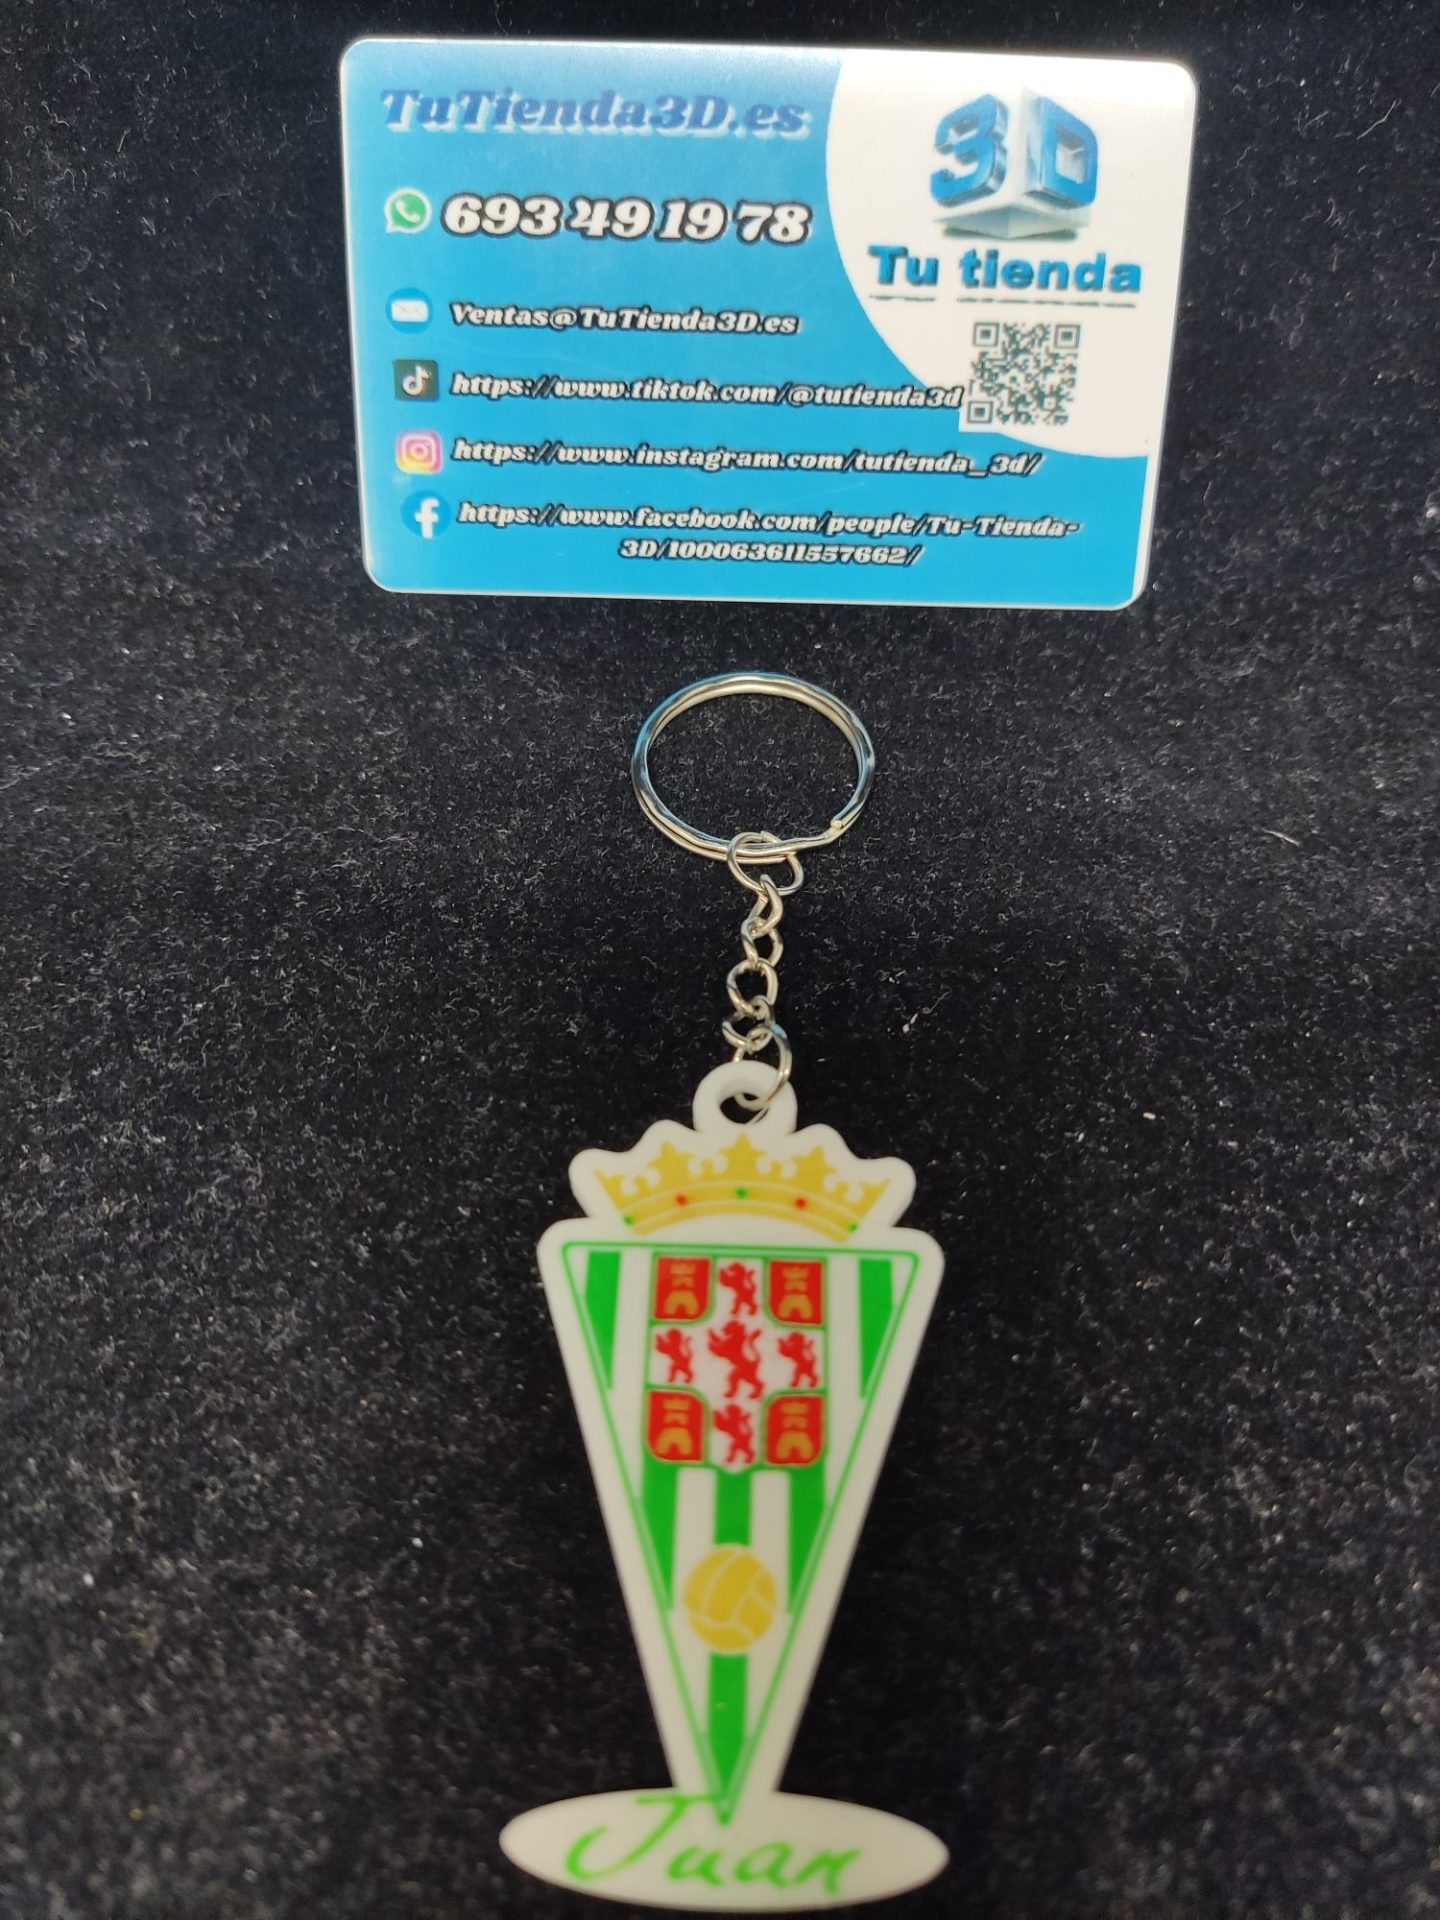 TuTienda3D.es
3D
Tu tienda
693 49 19 78
Ventas@TuTienda3D.es
https://www.tiktok.com/@tutienda3d
https://www.instagram.com/tutienda_3d/
https://www.facebook.com/people/Tu-Tienda-
3D/100063611557662/
Juan